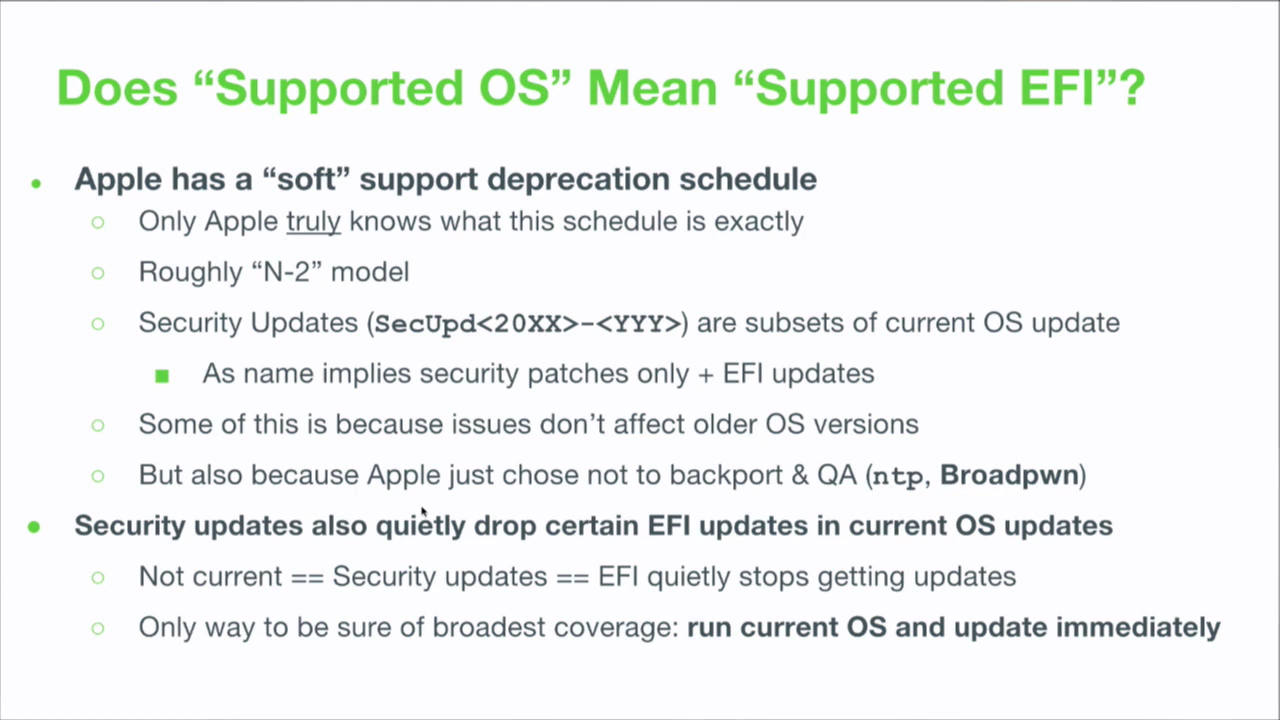 Does “Supported OS” Mean “Supported EFI”?
Apple has a “soft” support deprecation schedule
Only Apple truly knows what this schedule is exactly
Roughly “N-2” model
Security Updates (SecUpd<20XX>-<YYY>) are subsets of current OS update
As name implies security patches only + EFI updates
Some of this is because issues don’t affect older OS versions
But also because Apple just chose not to backport & QA (ntp, Broadpwn)
Security updates also quietly drop certain EFI updates in current OS updates
Not current == Security updates == EFI quietly stops getting updates
Only way to be sure of broadest coverage: run current OS and update immediately